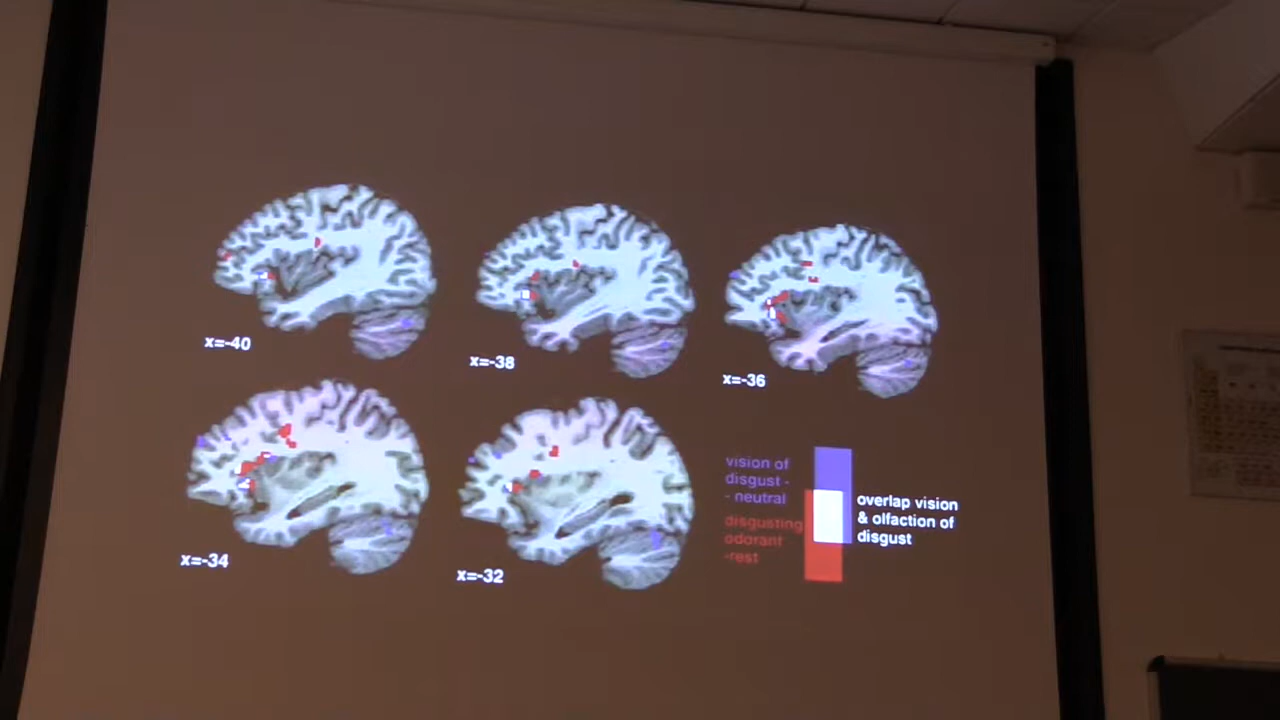 x=-40
x=-38
x=-36
x=-34
x=-32
vision of
disgust -
- neutral
disgusting
odorant -
-rest
overlap vision
& olfaction of
disgust